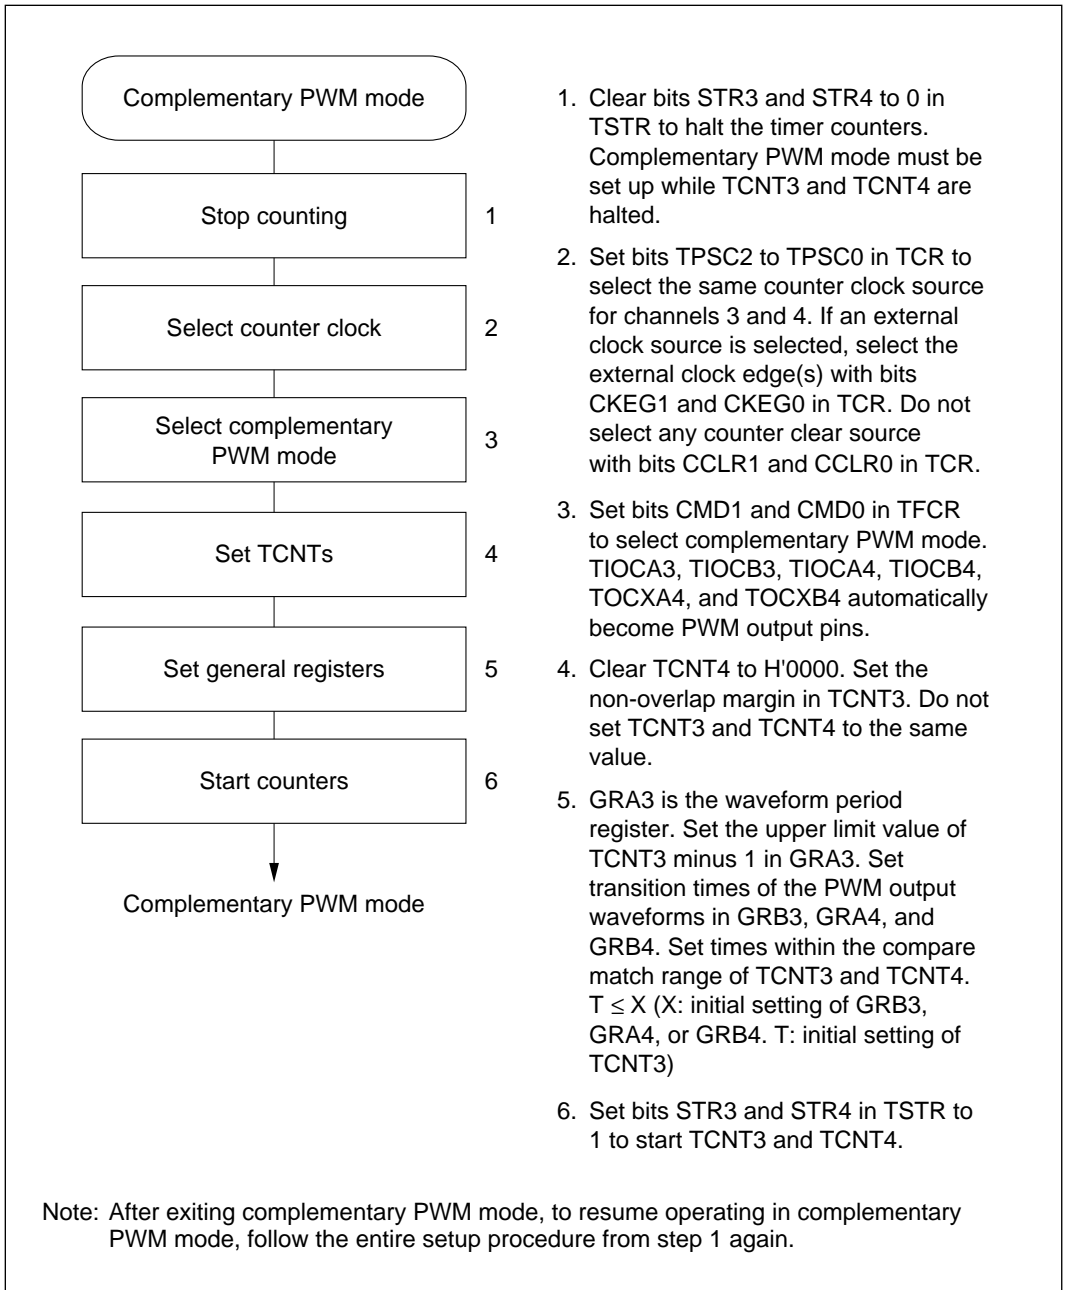 Complementary PWM mode
Stop counting
1
Select counter clock
2
Select complementary
PWM mode
3
Set TCNTs
4
Set general registers
5
Start counters
6
Complementary PWM mode
1. Clear bits STR3 and STR4 to 0 in
TSTR to halt the timer counters.
Complementary PWM mode must be
set up while TCNT3 and TCNT4 are
halted.
2. Set bits TPSC2 to TPSC0 in TCR to
select the same counter clock source
for channels 3 and 4. If an external
clock source is selected, select the
external clock edge(s) with bits
CKEG1 and CKEG0 in TCR. Do not
select any counter clear source
with bits CCLR1 and CCLR0 in TCR.
3. Set bits CMD1 and CMD0 in TFCR
to select complementary PWM mode.
TIOCA3, TIOCB3, TIOCA4, TIOCB4,
TOCXA4, and TOCXB4 automatically
become PWM output pins.
4. Clear TCNT4 to H'0000. Set the
non-overlap margin in TCNT3. Do not
set TCNT3 and TCNT4 to the same
value.
5. GRA3 is the waveform period
register. Set the upper limit value of
TCNT3 minus 1 in GRA3. Set
transition times of the PWM output
waveforms in GRB3, GRA4, and
GRB4. Set times within the compare
match range of TCNT3 and TCNT4.
T ≤ X (X: initial setting of GRB3,
GRA4, or GRB4. T: initial setting of
TCNT3)
6. Set bits STR3 and STR4 in TSTR to
1 to start TCNT3 and TCNT4.
Note: After exiting complementary PWM mode, to resume operating in complementary
PWM mode, follow the entire setup procedure from step 1 again.